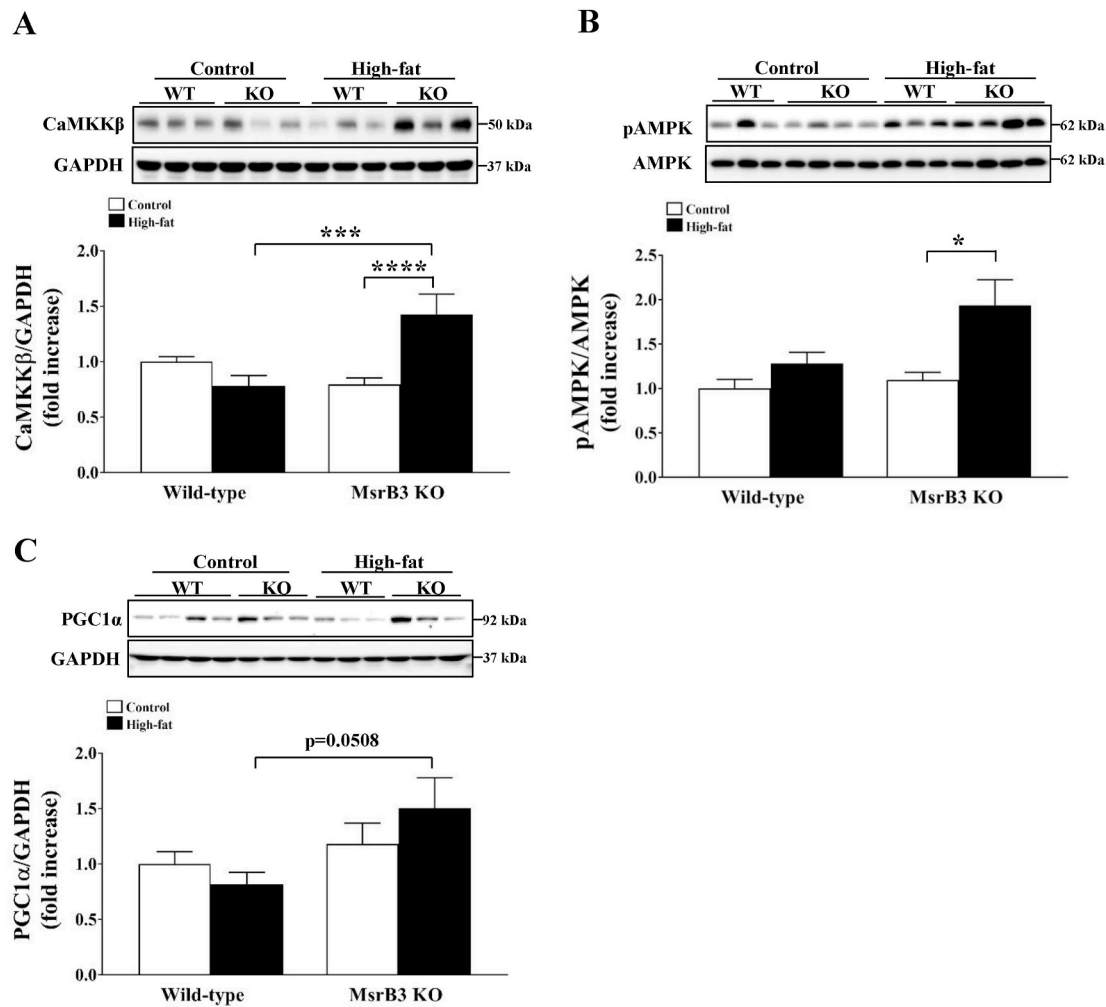 A
Control High-fat
WT KO WT KO
CaMKKβ 50 kDa
GAPDH 37 kDa
Control
High-fat
CaMKKβ/GAPDH
(fold increase)
2.0
1.5
1.0
0.5
0.0
***
****
Wild-type MsrB3 KO
B
Control High-fat
WT KO WT KO
pAMPK 62 kDa
AMPK 62 kDa
Control
High-fat
pAMPK/AMPK
(fold increase)
2.5
2.0
1.5
1.0
0.5
0.0
*
Wild-type MsrB3 KO
C
Control High-fat
WT KO WT KO
PGC1α 92 kDa
GAPDH 37 kDa
Control
High-fat
PGC1α/GAPDH
(fold increase)
2.0
1.5
1.0
0.5
0.0
p=0.0508
Wild-type MsrB3 KO